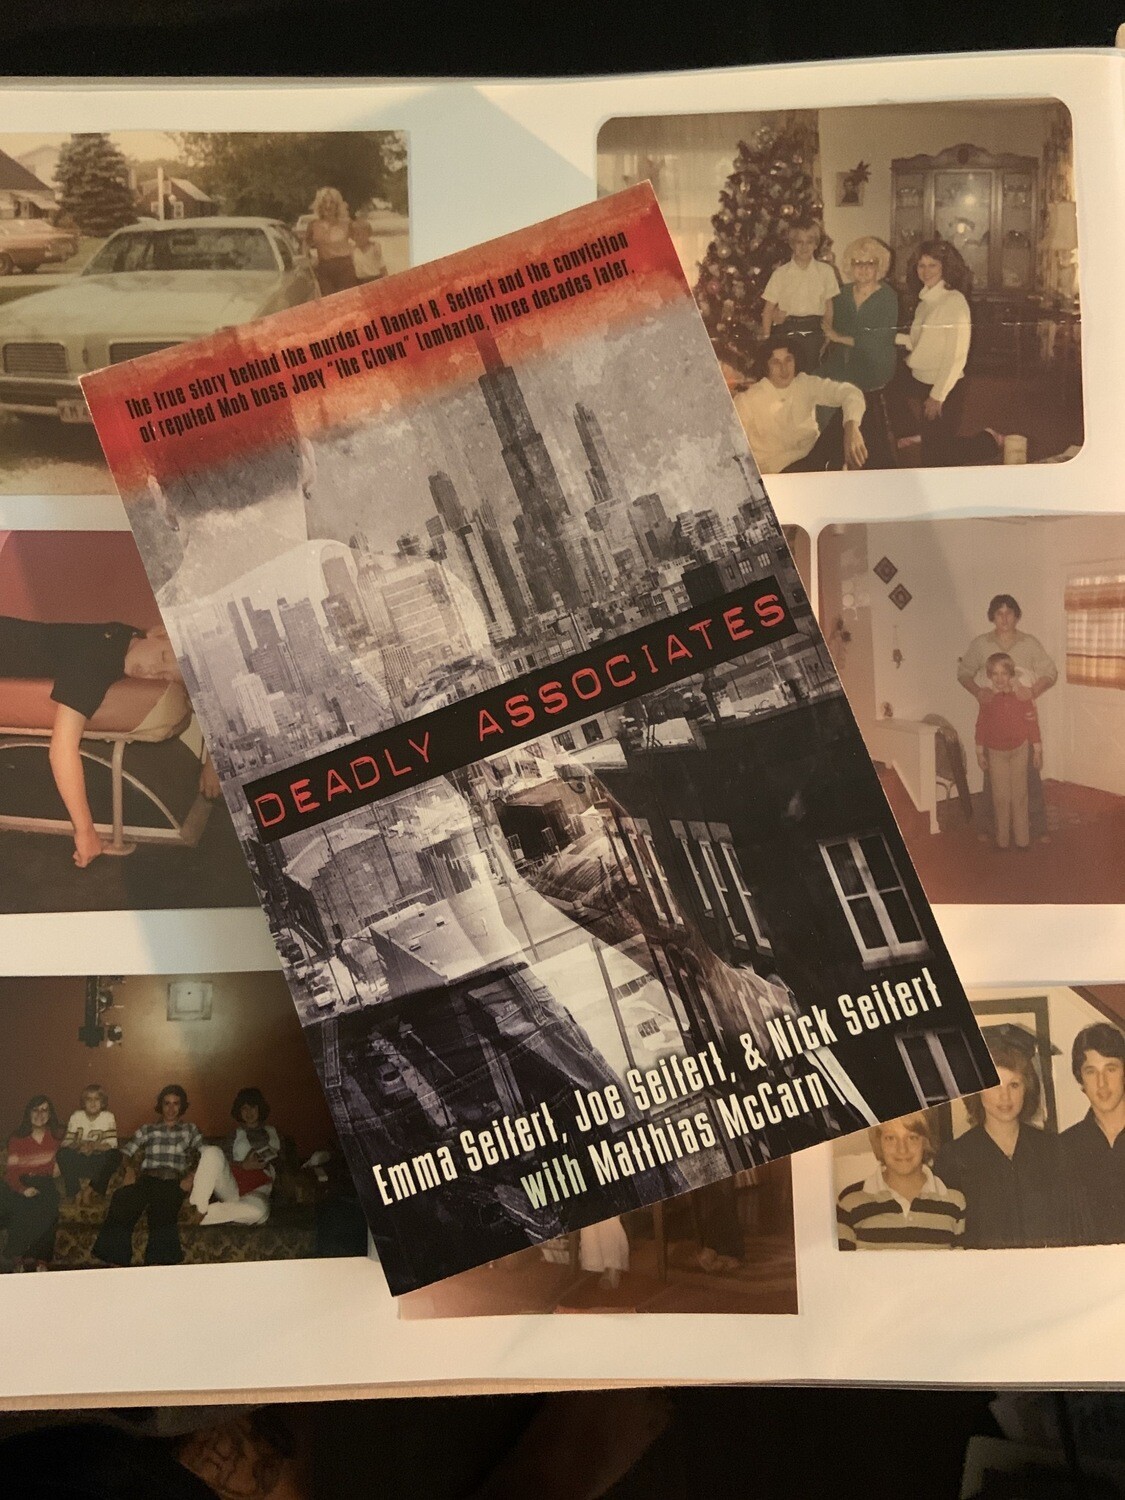 The true story behind the murder of Daniel R. Seifert and the conviction
of reputed Mob boss Joey "the Clown" Lombardo, three decades later.
DEADLY ASSOCIATES
Emma Seifert, Joe Seifert, & Nick Seifert
with Matthias McCarn